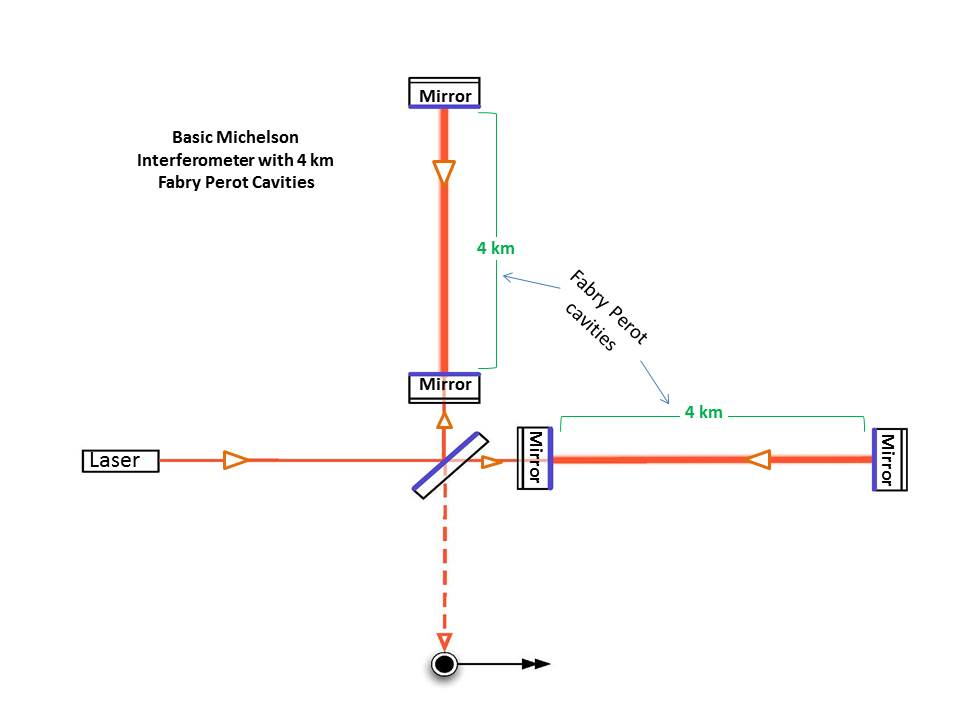 Mirror
Basic Michelson
Interferometer with 4 km
Fabry Perot Cavities
4 km
Fabry Perot
cavities
Mirror
4 km
Laser
Mirror
Mirror